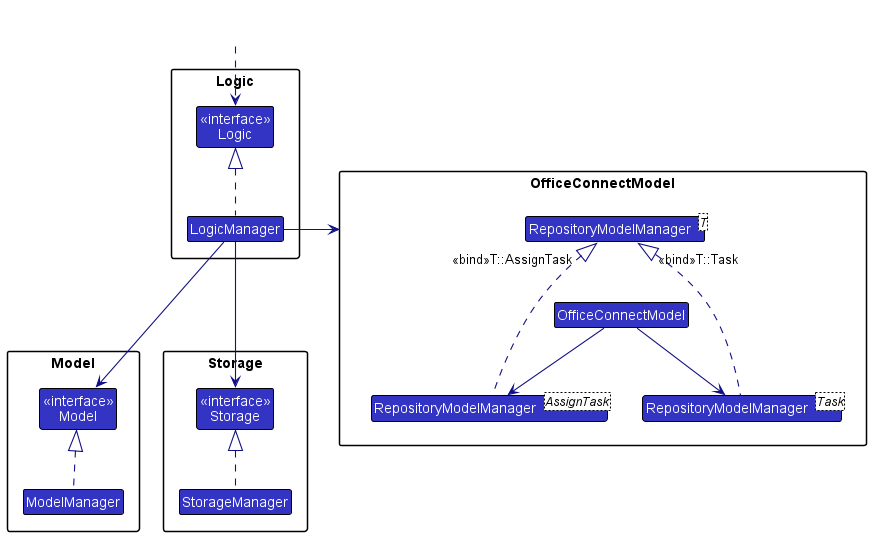 Logic
«interface»
Logic
LogicManager
OfficeConnectModel
RepositoryModelManager T
«bind»T::AssignTask
«bind»T::Task
OfficeConnectModel
RepositoryModelManager AssignTask
RepositoryModelManager Task
Model
«interface»
Model
ModelManager
Storage
«interface»
Storage
StorageManager